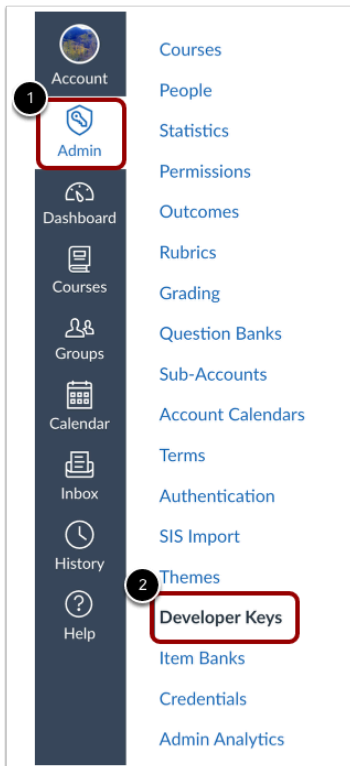 Account
1
Admin
Dashboard
Courses
Groups
Calendar
Inbox
History
Help
Courses
People
Statistics
Permissions
Outcomes
Rubrics
Grading
Question Banks
Sub-Accounts
Account Calendars
Terms
Authentication
SIS Import
Themes
2
Developer Keys
Item Banks
Credentials
Admin Analytics